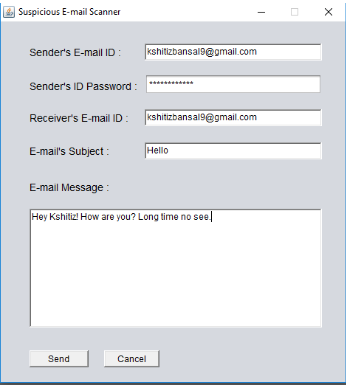 Suspicious E-mail Scanner
Sender's E-mail ID : kshitizbansal9@gmail.com
Sender's ID Password : ************
Receiver's E-mail ID : kshitizbansal9@gmail.com
E-mail's Subject : Hello
E-mail Message :
Hey Kshitiz! How are you? Long time no see.
Send Cancel